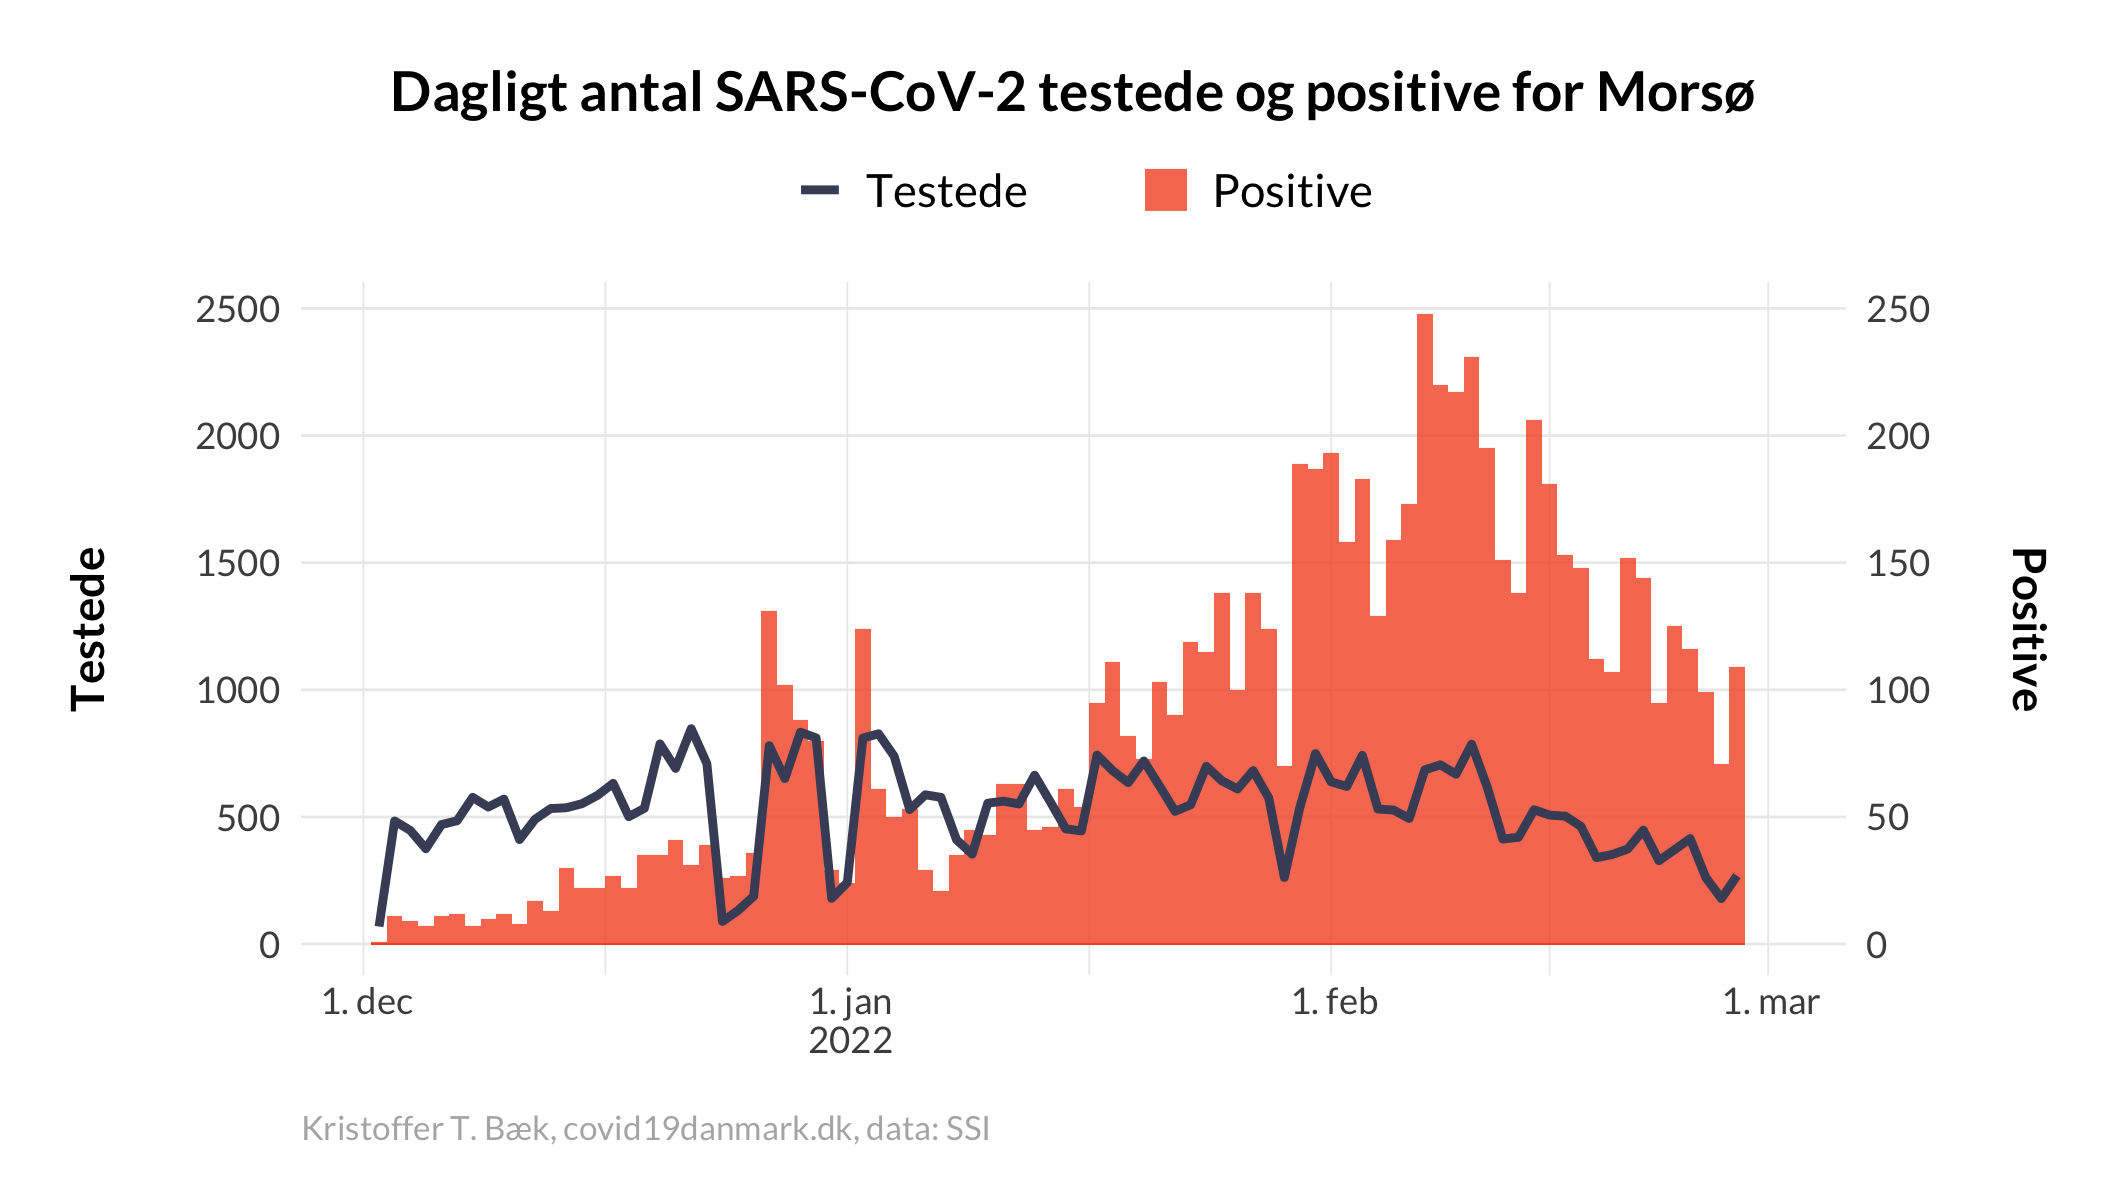 Dagligt antal SARS-CoV-2 testede og positive for Morsø
Testede
Positive
2500
2000
1500
1000
500
0
Testede
250
200
150
100
50
0
Positive
1. dec
1. jan
2022
1. feb
1. mar
Kristoffer T. Bæk, covid19danmark.dk, data: SSI